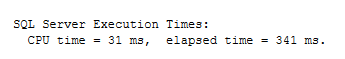 SQL Server Execution Times:
CPU time = 31 ms,  elapsed time = 341 ms.